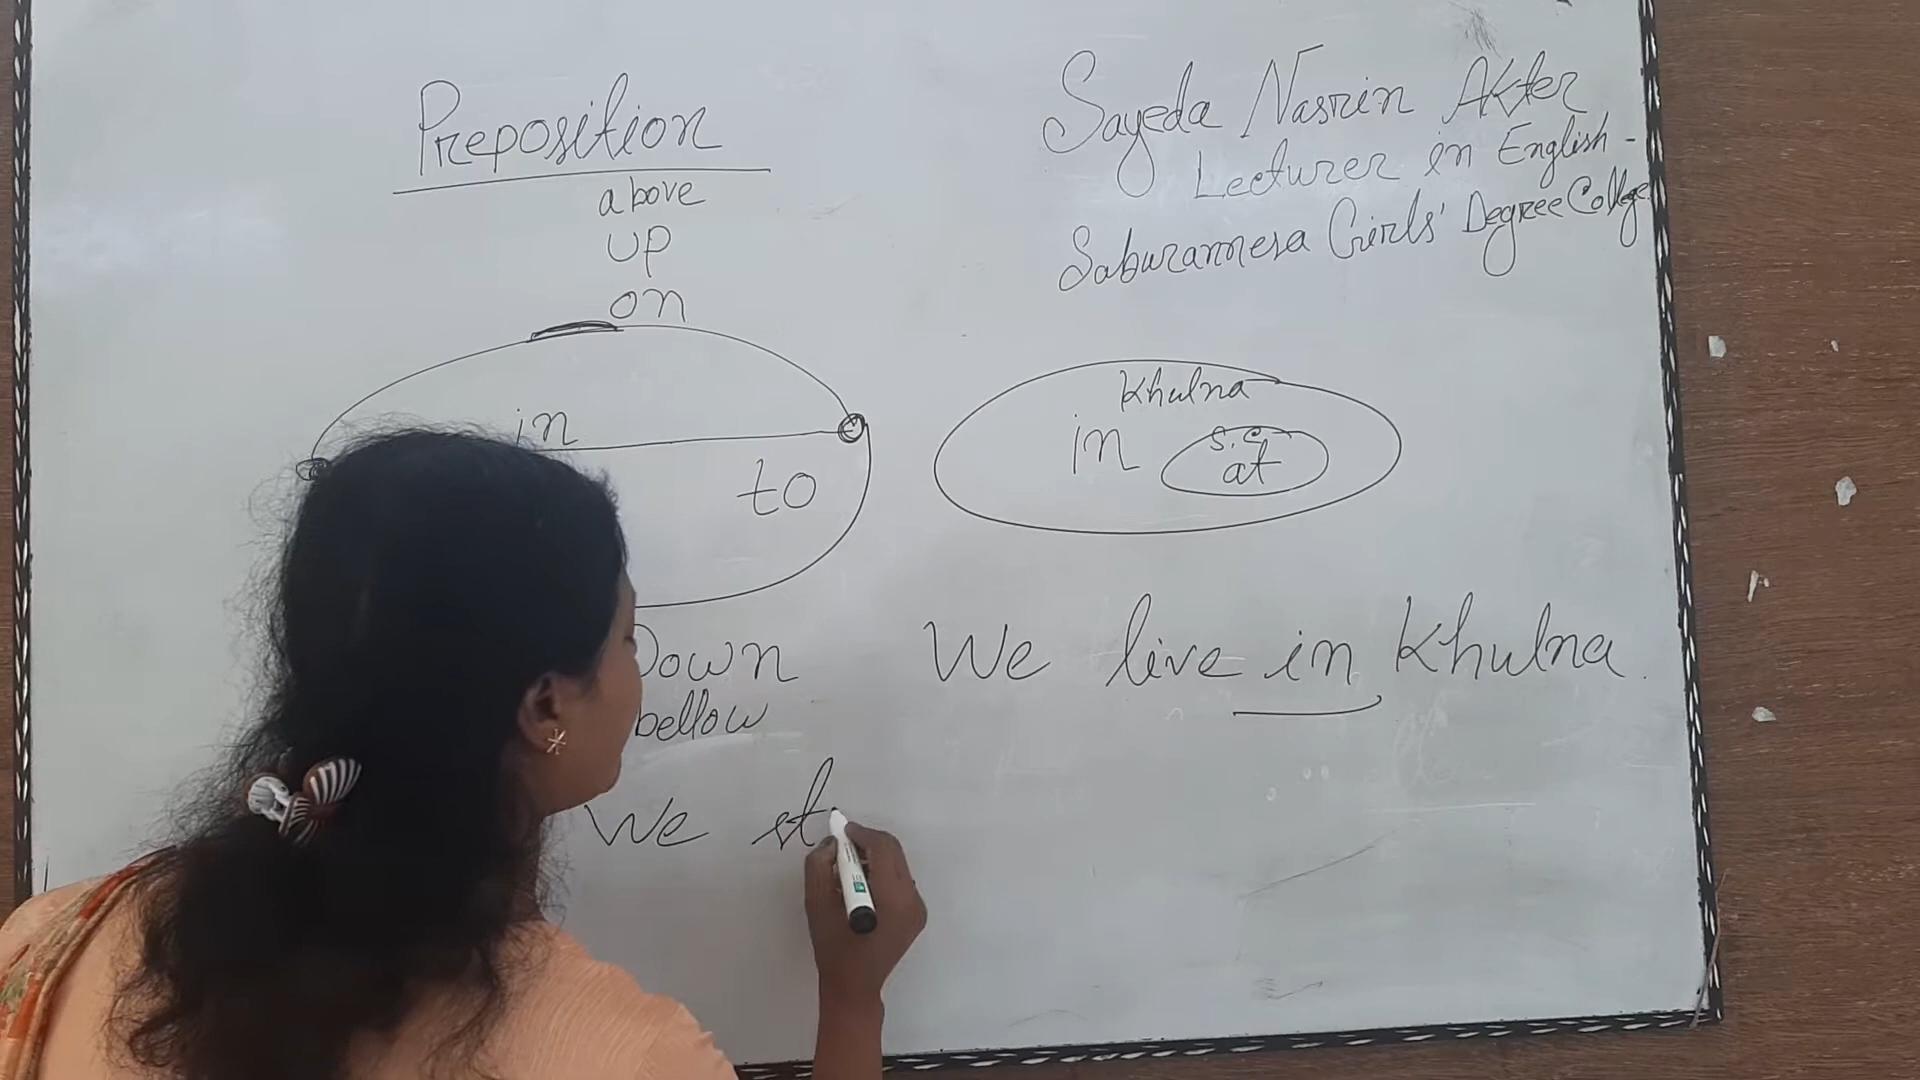 Preposition
above
up
on
in
to
Down
bellow
We st
Sayeda Nasrin Akter
Lecturer in English -
Saburannesa Girls' Degree College
Khulna
in
S.C.
at
We live in Khulna.